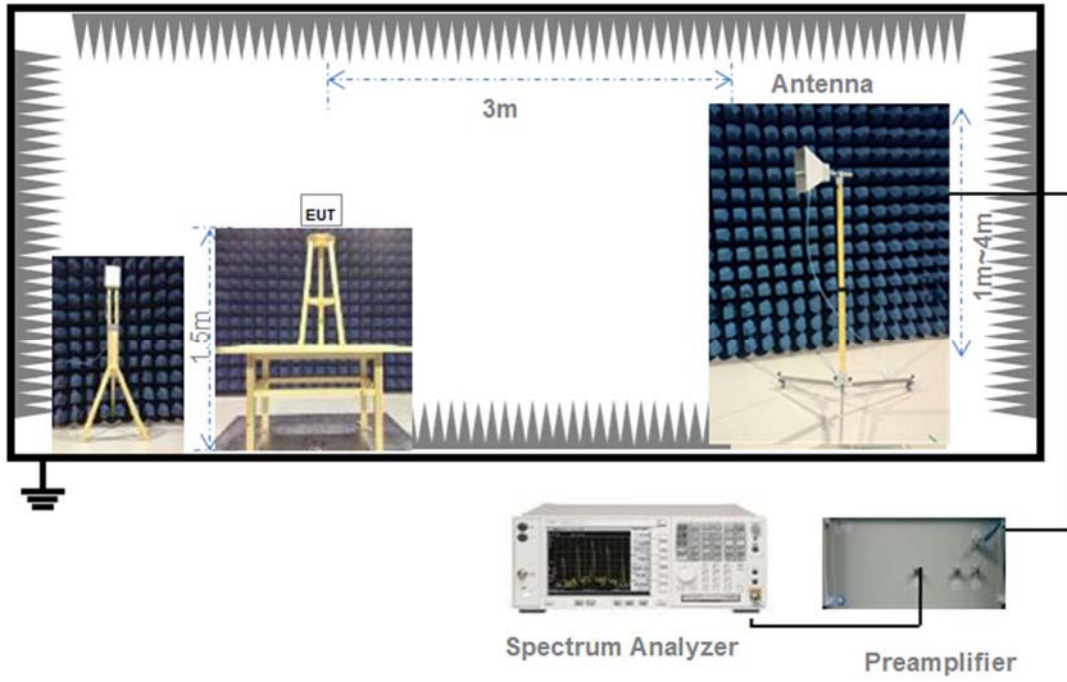 Antenna
3m
EUT
1.5m
1m~4m
Spectrum Analyzer
Preamplifier